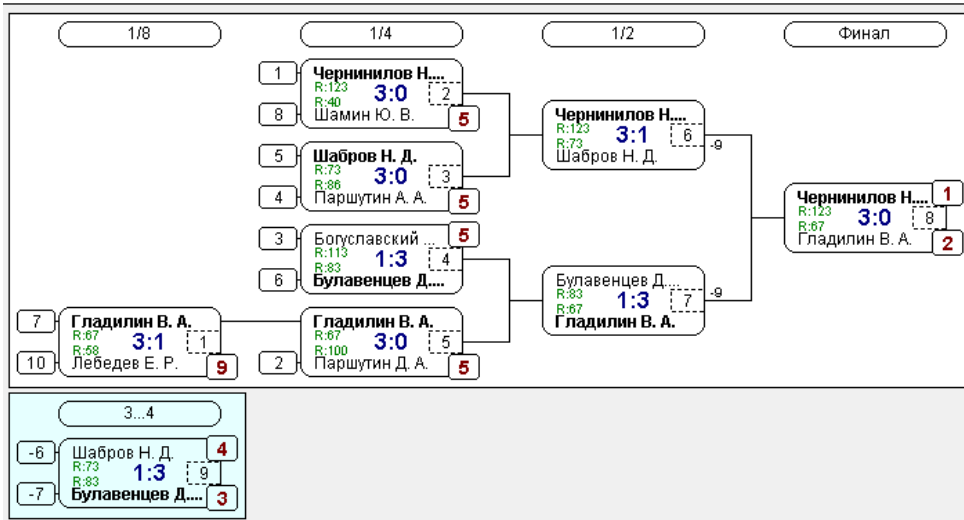 1/8
1/4
1/2
Финал
1
Чернинилов Н....
R:123
R:40
3:0
2
8
Шамин Ю. В.
5
5
Шабров Н. Д.
R:73
R:86
3:0
3
4
Паршутин А. А.
5
3
Богуславский ...
5
R:113
R:83
1:3
4
6
Булавенцев Д....
7
Гладилин В. А.
R:67
R:58
3:1
1
10
Лебедев Е. Р.
9
Гладилин В. А.
R:67
R:100
3:0
5
2
Паршутин Д. А.
5
Чернинилов Н....
R:123
R:73
3:1
6
-9
Шабров Н. Д.
Булавенцев Д....
R:83
R:67
1:3
7
-9
Гладилин В. А.
Чернинилов Н....
1
R:123
R:67
3:0
8
Гладилин В. А.
2
3...4
-6
Шабров Н. Д.
4
R:73
R:83
1:3
9
-7
Булавенцев Д....
3